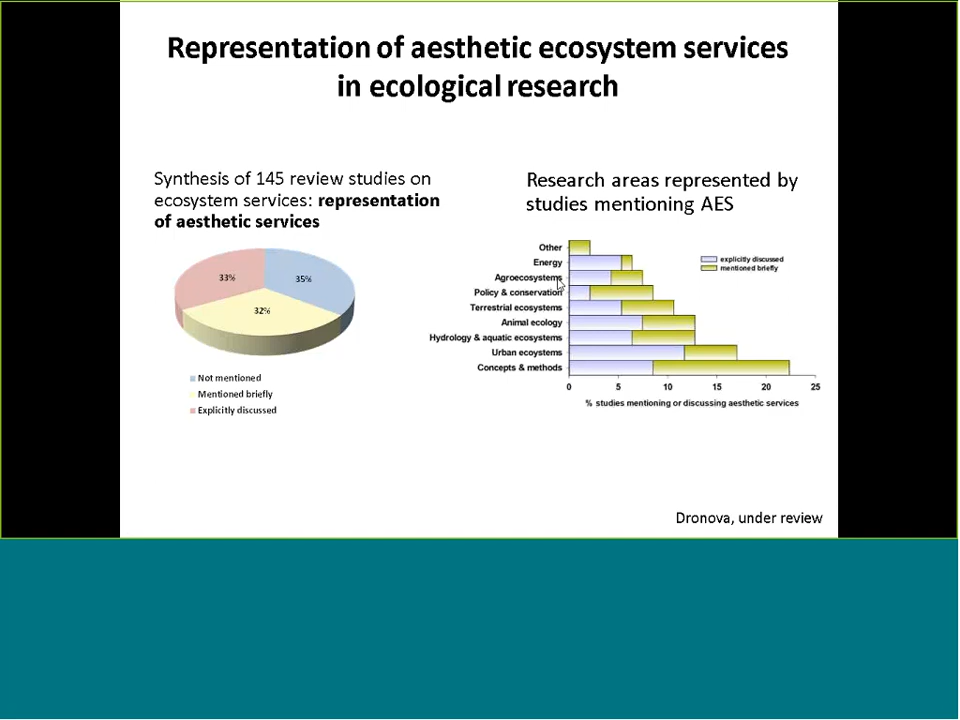 Representation of aesthetic ecosystem services
in ecological research
Synthesis of 145 review studies on
ecosystem services: representation
of aesthetic services
33%
35%
32%
Not mentioned
Mentioned briefly
Explicitly discussed
Research areas represented by
studies mentioning AES
Other
Energy
Agroecosystems
Policy & conservation
Terrestrial ecosystems
Animal ecology
Hydrology & aquatic ecosystems
Urban ecoystems
Concepts & methods
explicitly discussed
mentioned briefly
0 5 10 15 20 25
% studies mentioning or discussing aesthetic services
Dronova, under review